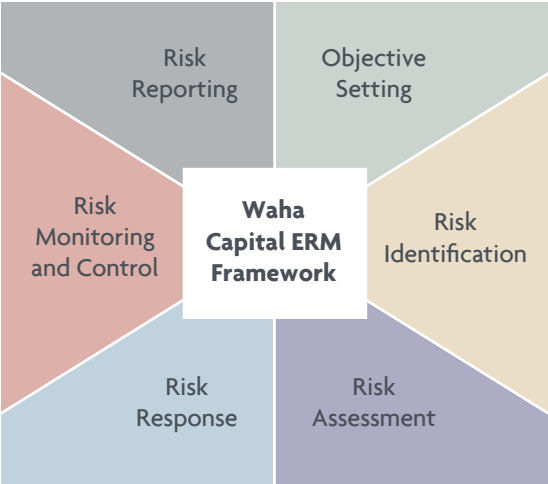 Risk
Reporting
Objective
Setting
Risk
Monitoring
and Control
Waha
Capital ERM
Framework
Risk
Identification
Risk
Response
Risk
Assessment